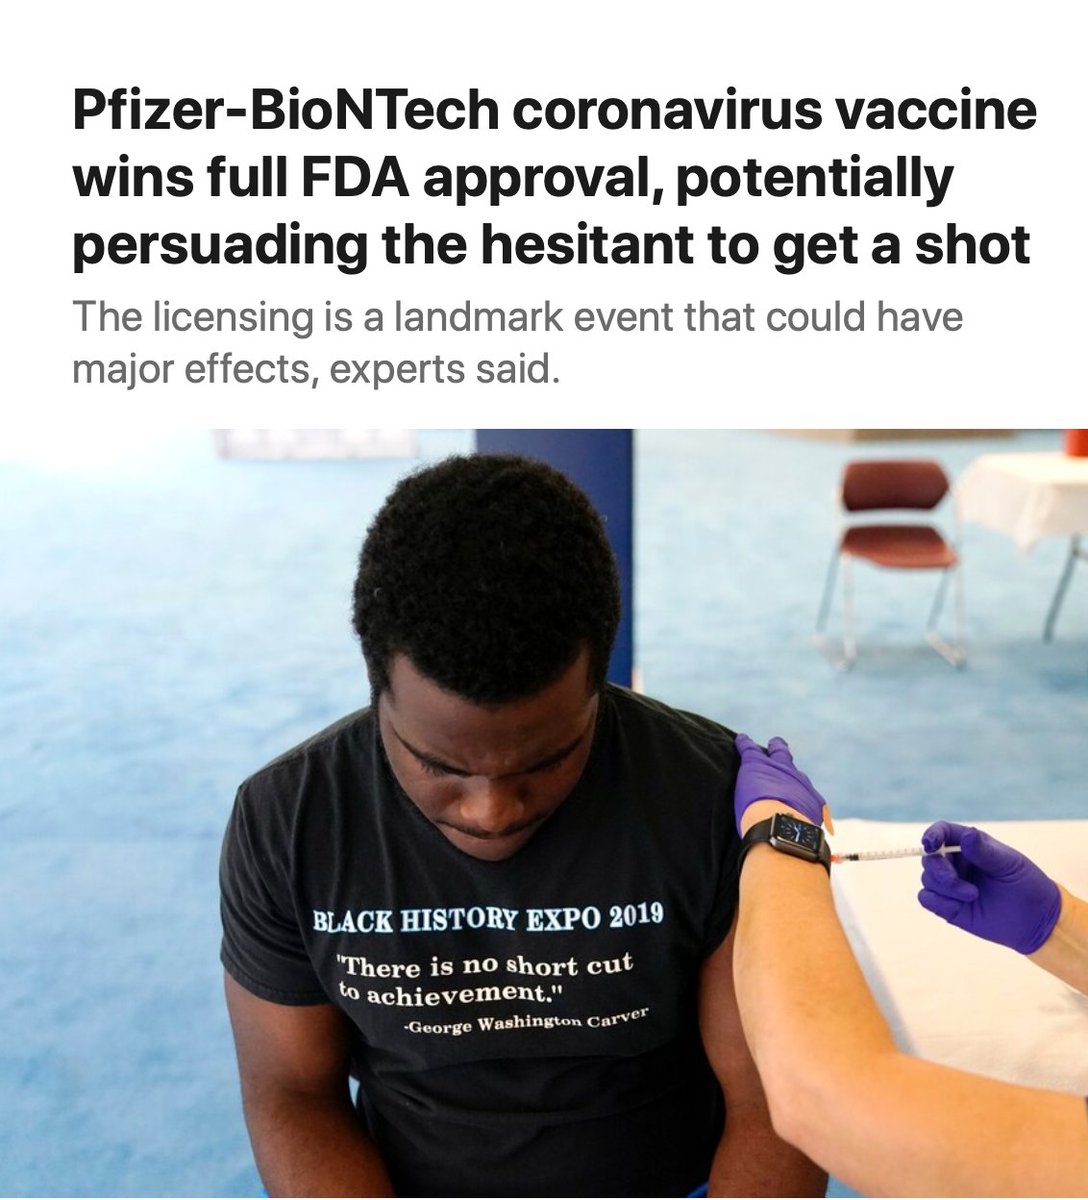 Pfizer-BioNTech coronavirus vaccine
wins full FDA approval, potentially
persuading the hesitant to get a shot
The licensing is a landmark event that could have
major effects, experts said.
BLACK HISTORY EXPO 2019
"There is no short cut
to achievement."
-George Washington Carver